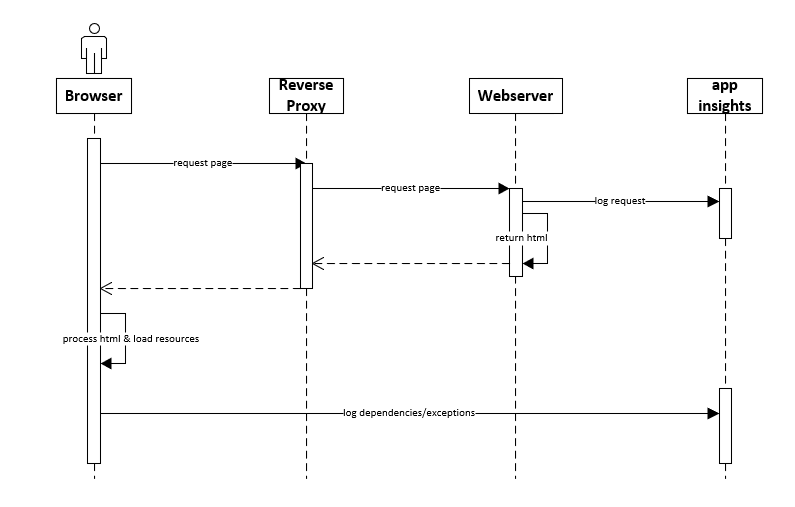 Browser
Reverse
Proxy
Webserver
app
insights
request page
request page
log request
return html
process html & load resources
log dependencies/exceptions